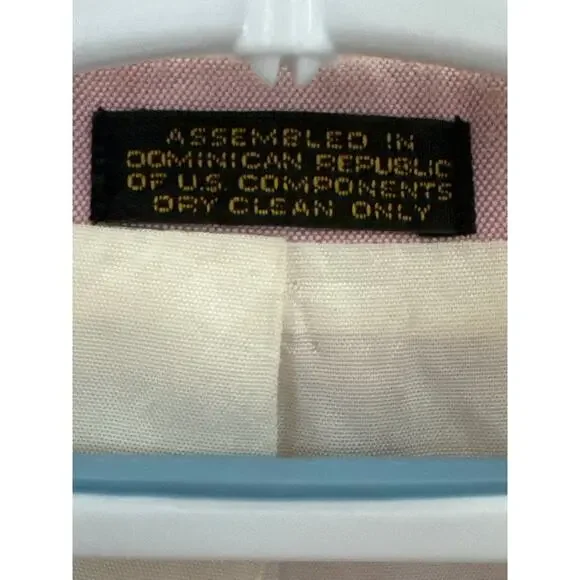 ASSEMBLED IN
DOMINICAN REPUBLIC
OF U.S. COMPONENTS
DRY CLEAN ONLY